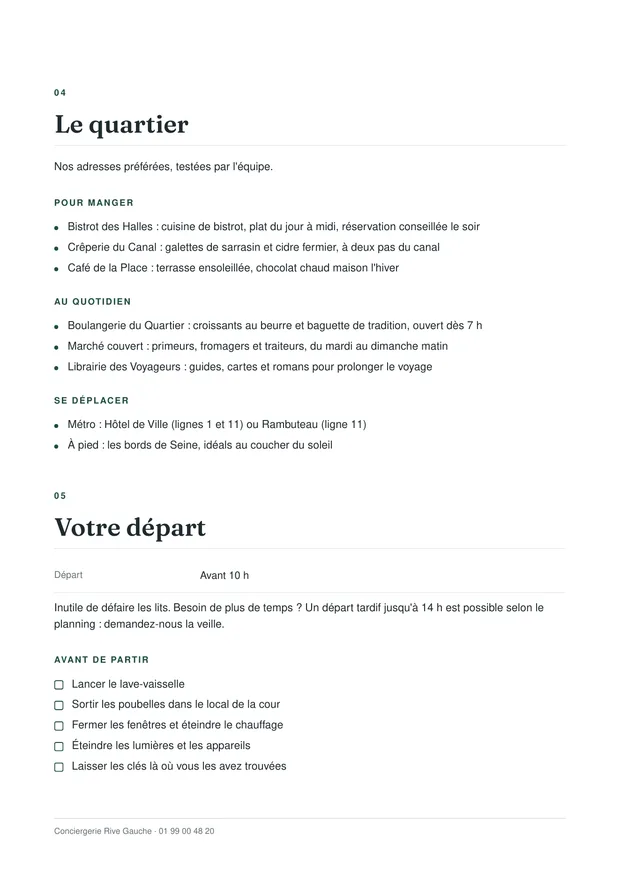 04
Le quartier
Nos adresses préférées, testées par l'équipe.
POUR MANGER
• Bistrot des Halles : cuisine de bistrot, plat du jour à midi, réservation conseillée le soir
• Crêperie du Canal : galettes de sarrasin et cidre fermier, à deux pas du canal
• Café de la Place : terrasse ensoleillée, chocolat chaud maison l'hiver
AU QUOTIDIEN
• Boulangerie du Quartier : croissants au beurre et baguette de tradition, ouvert dès 7 h
• Marché couvert : primeurs, fromagers et traiteurs, du mardi au dimanche matin
• Librairie des Voyageurs : guides, cartes et romans pour prolonger le voyage
SE DÉPLACER
• Métro : Hôtel de Ville (lignes 1 et 11) ou Rambuteau (ligne 11)
• À pied : les bords de Seine, idéals au coucher du soleil
05
Votre départ
Départ Avant 10 h
Inutile de défaire les lits. Besoin de plus de temps ? Un départ tardif jusqu'à 14 h est possible selon le
planning : demandez-nous la veille.
AVANT DE PARTIR
Lancer le lave-vaisselle
Sortir les poubelles dans le local de la cour
Fermer les fenêtres et éteindre le chauffage
Éteindre les lumières et les appareils
Laisser les clés là où vous les avez trouvées
Conciergerie Rive Gauche · 01 99 00 48 20